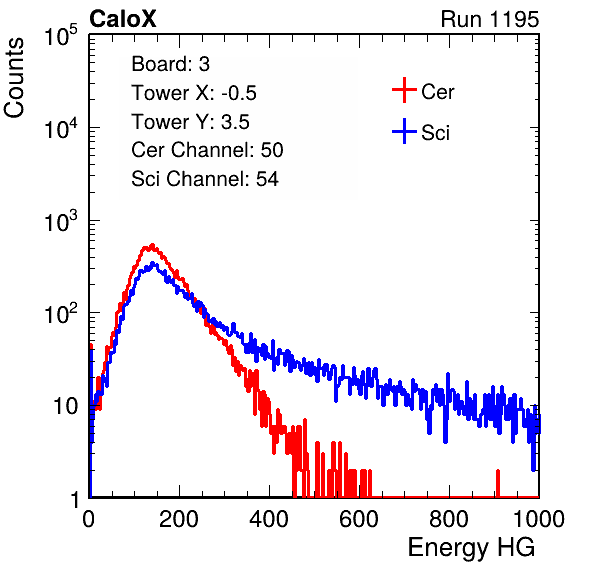 CaloX Run 1195
Counts
10^5
10^4
10^3
10^2
10
1
Board: 3
Tower X: -0.5
Tower Y: 3.5
Cer Channel: 50
Sci Channel: 54
Cer
Sci
0 200 400 600 800 1000
Energy HG